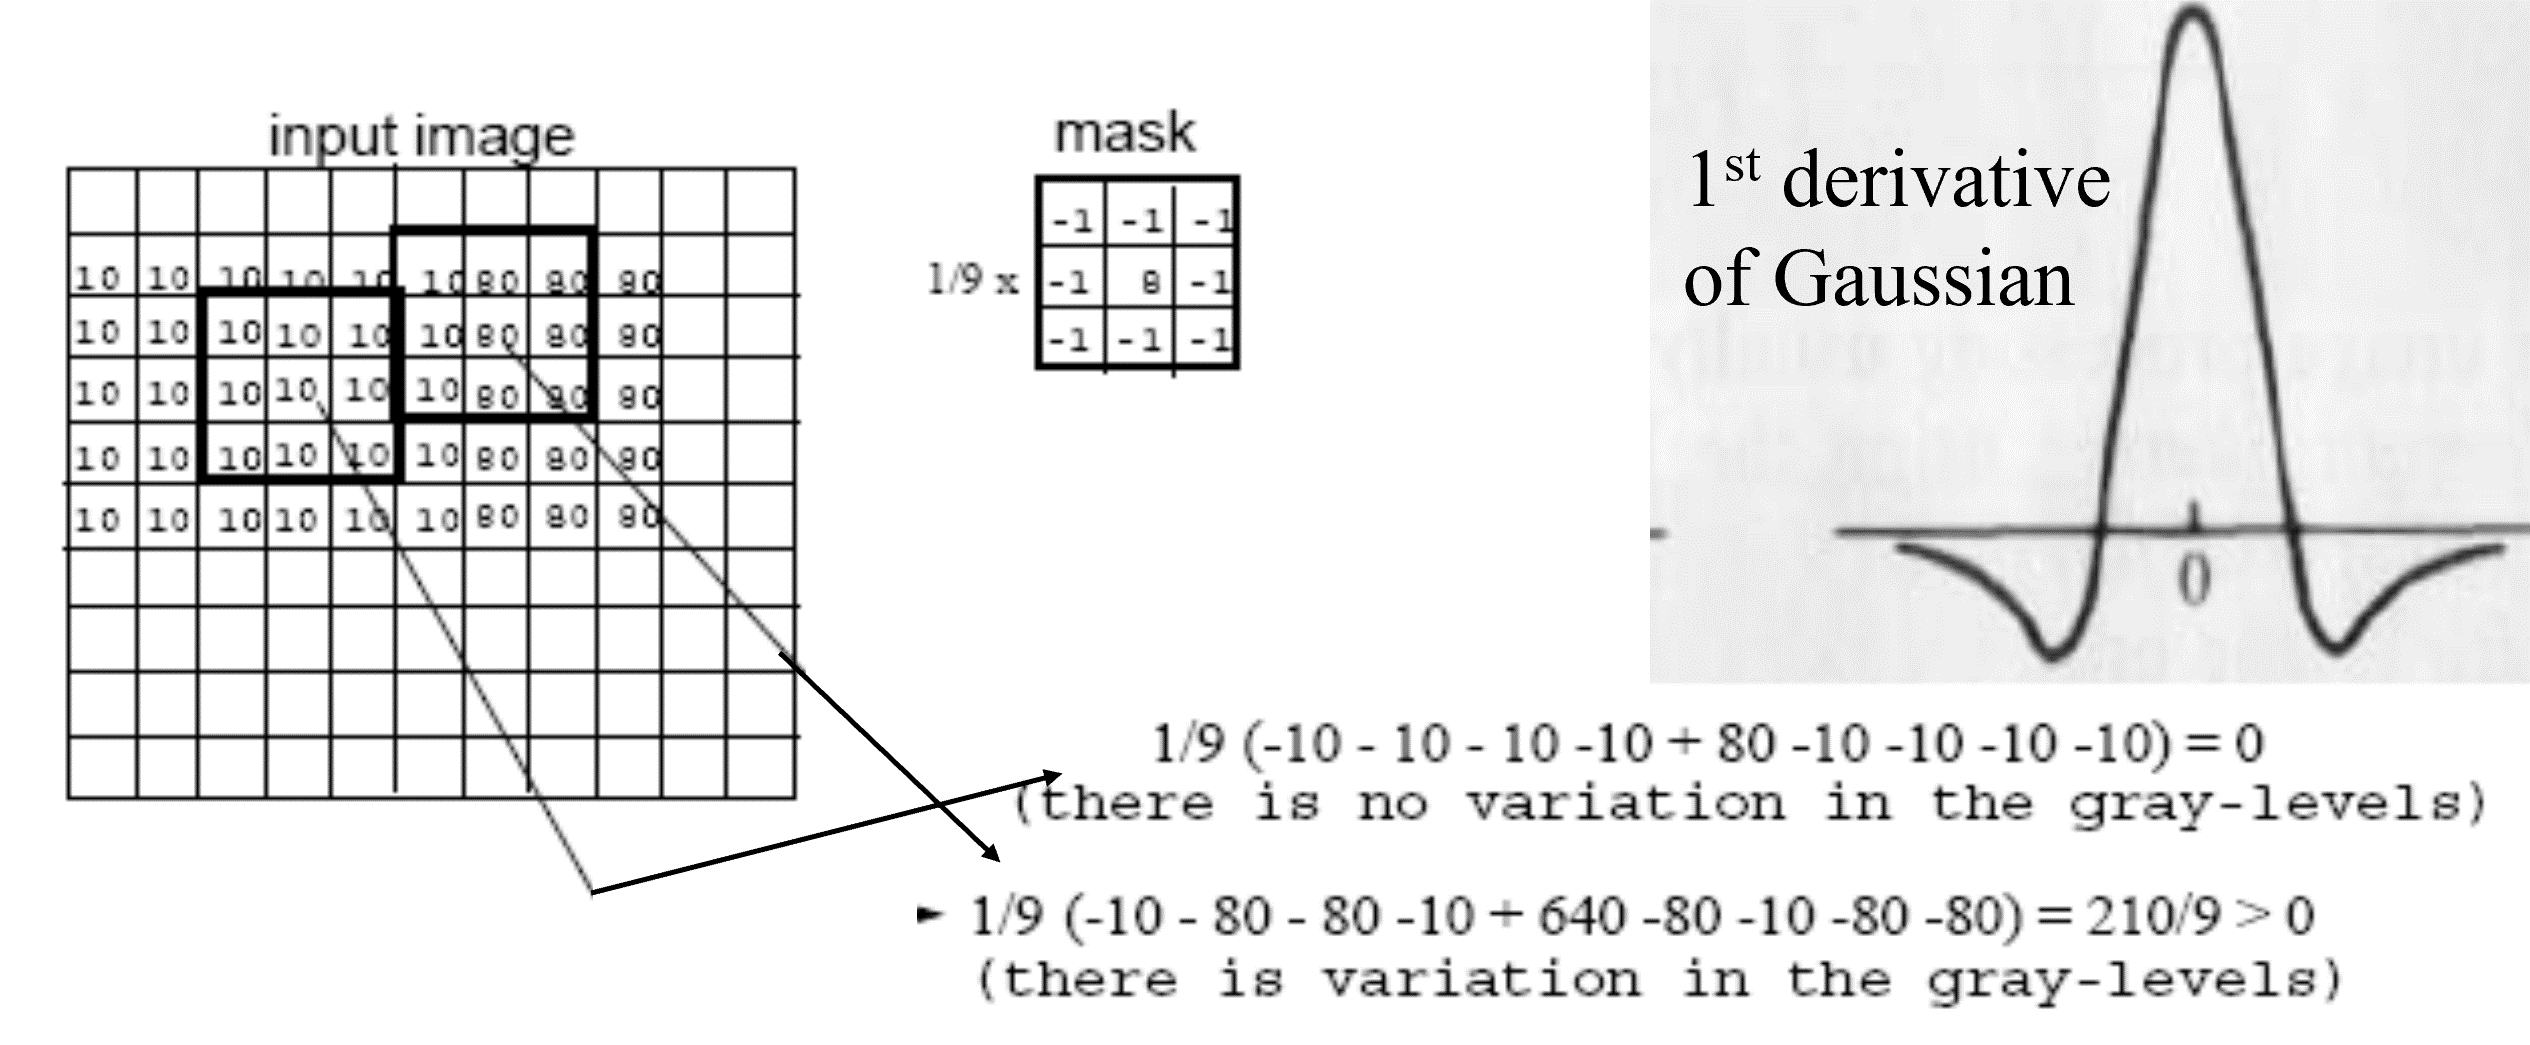 input image
10 10 10 10 10 10 80 80 80
10 10 10 10 10 10 80 80 80
10 10 10 10 10 10 80 80 80
10 10 10 10 10 10 80 80 80
10 10 10 10 10 10 80 80 80
mask
-1 -1 -1
1/9 x -1 8 -1
-1 -1 -1
1st derivative
of Gaussian
0
1/9 (-10 - 10 - 10 -10 + 80 -10 -10 -10 -10) = 0
(there is no variation in the gray-levels)
1/9 (-10 - 80 - 80 -10 + 640 -80 -10 -80 -80) = 210/9 > 0
(there is variation in the gray-levels)